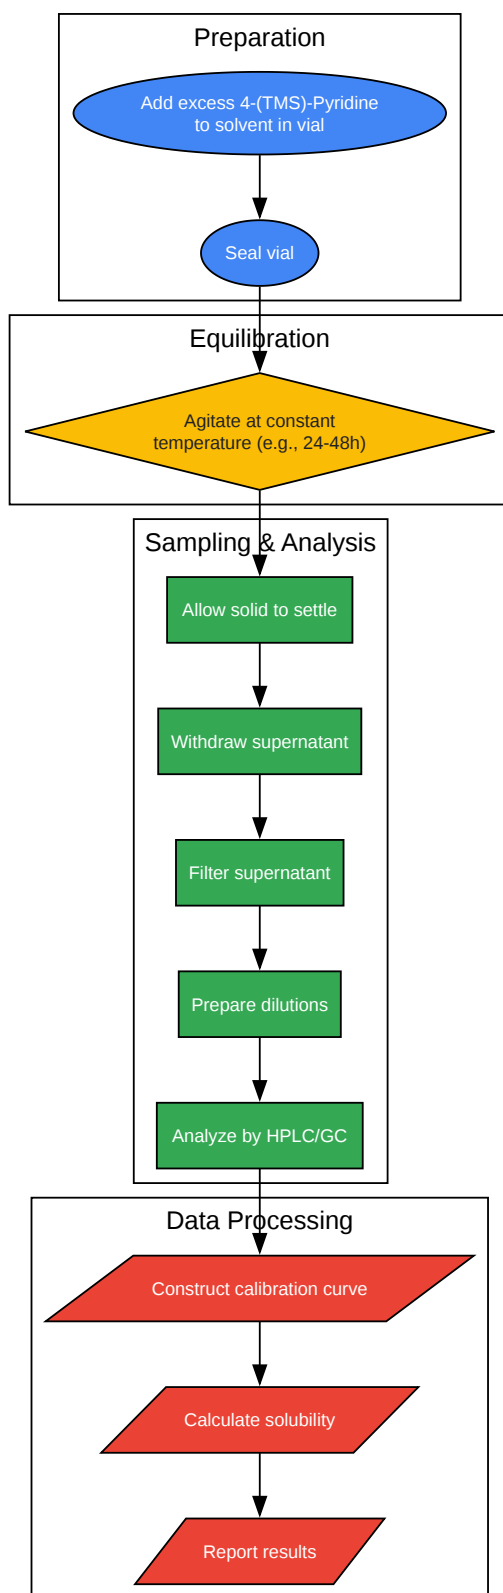 Preparation
Add excess 4-(TMS)-Pyridine
to solvent in vial
Seal vial
Equilibration
Agitate at constant
temperature (e.g., 24-48h)
Sampling & Analysis
Allow solid to settle
Withdraw supernatant
Filter supernatant
Prepare dilutions
Analyze by HPLC/GC
Data Processing
Construct calibration curve
Calculate solubility
Report results